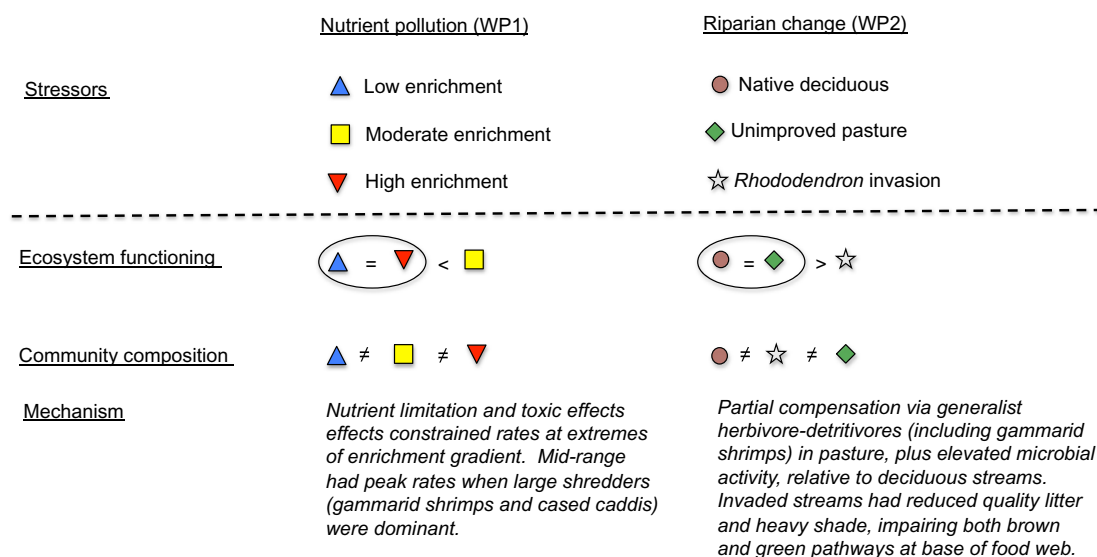 Nutrient pollution (WP1)
Riparian change (WP2)
Stressors
Low enrichment
Native deciduous
Moderate enrichment
Unimproved pasture
High enrichment
Rhododendron invasion
Ecosystem functioning
= <
= >
Community composition
≠ ≠
≠ ≠
Mechanism
Nutrient limitation and toxic effects
effects constrained rates at extremes
of enrichment gradient.  Mid-range
had peak rates when large shredders
(gammarid shrimps and cased caddis)
were dominant.
Partial compensation via generalist
herbivore-detritivores (including gammarid
shrimps) in pasture, plus elevated microbial
activity, relative to deciduous streams.
Invaded streams had reduced quality litter
and heavy shade, impairing both brown
and green pathways at base of food web.